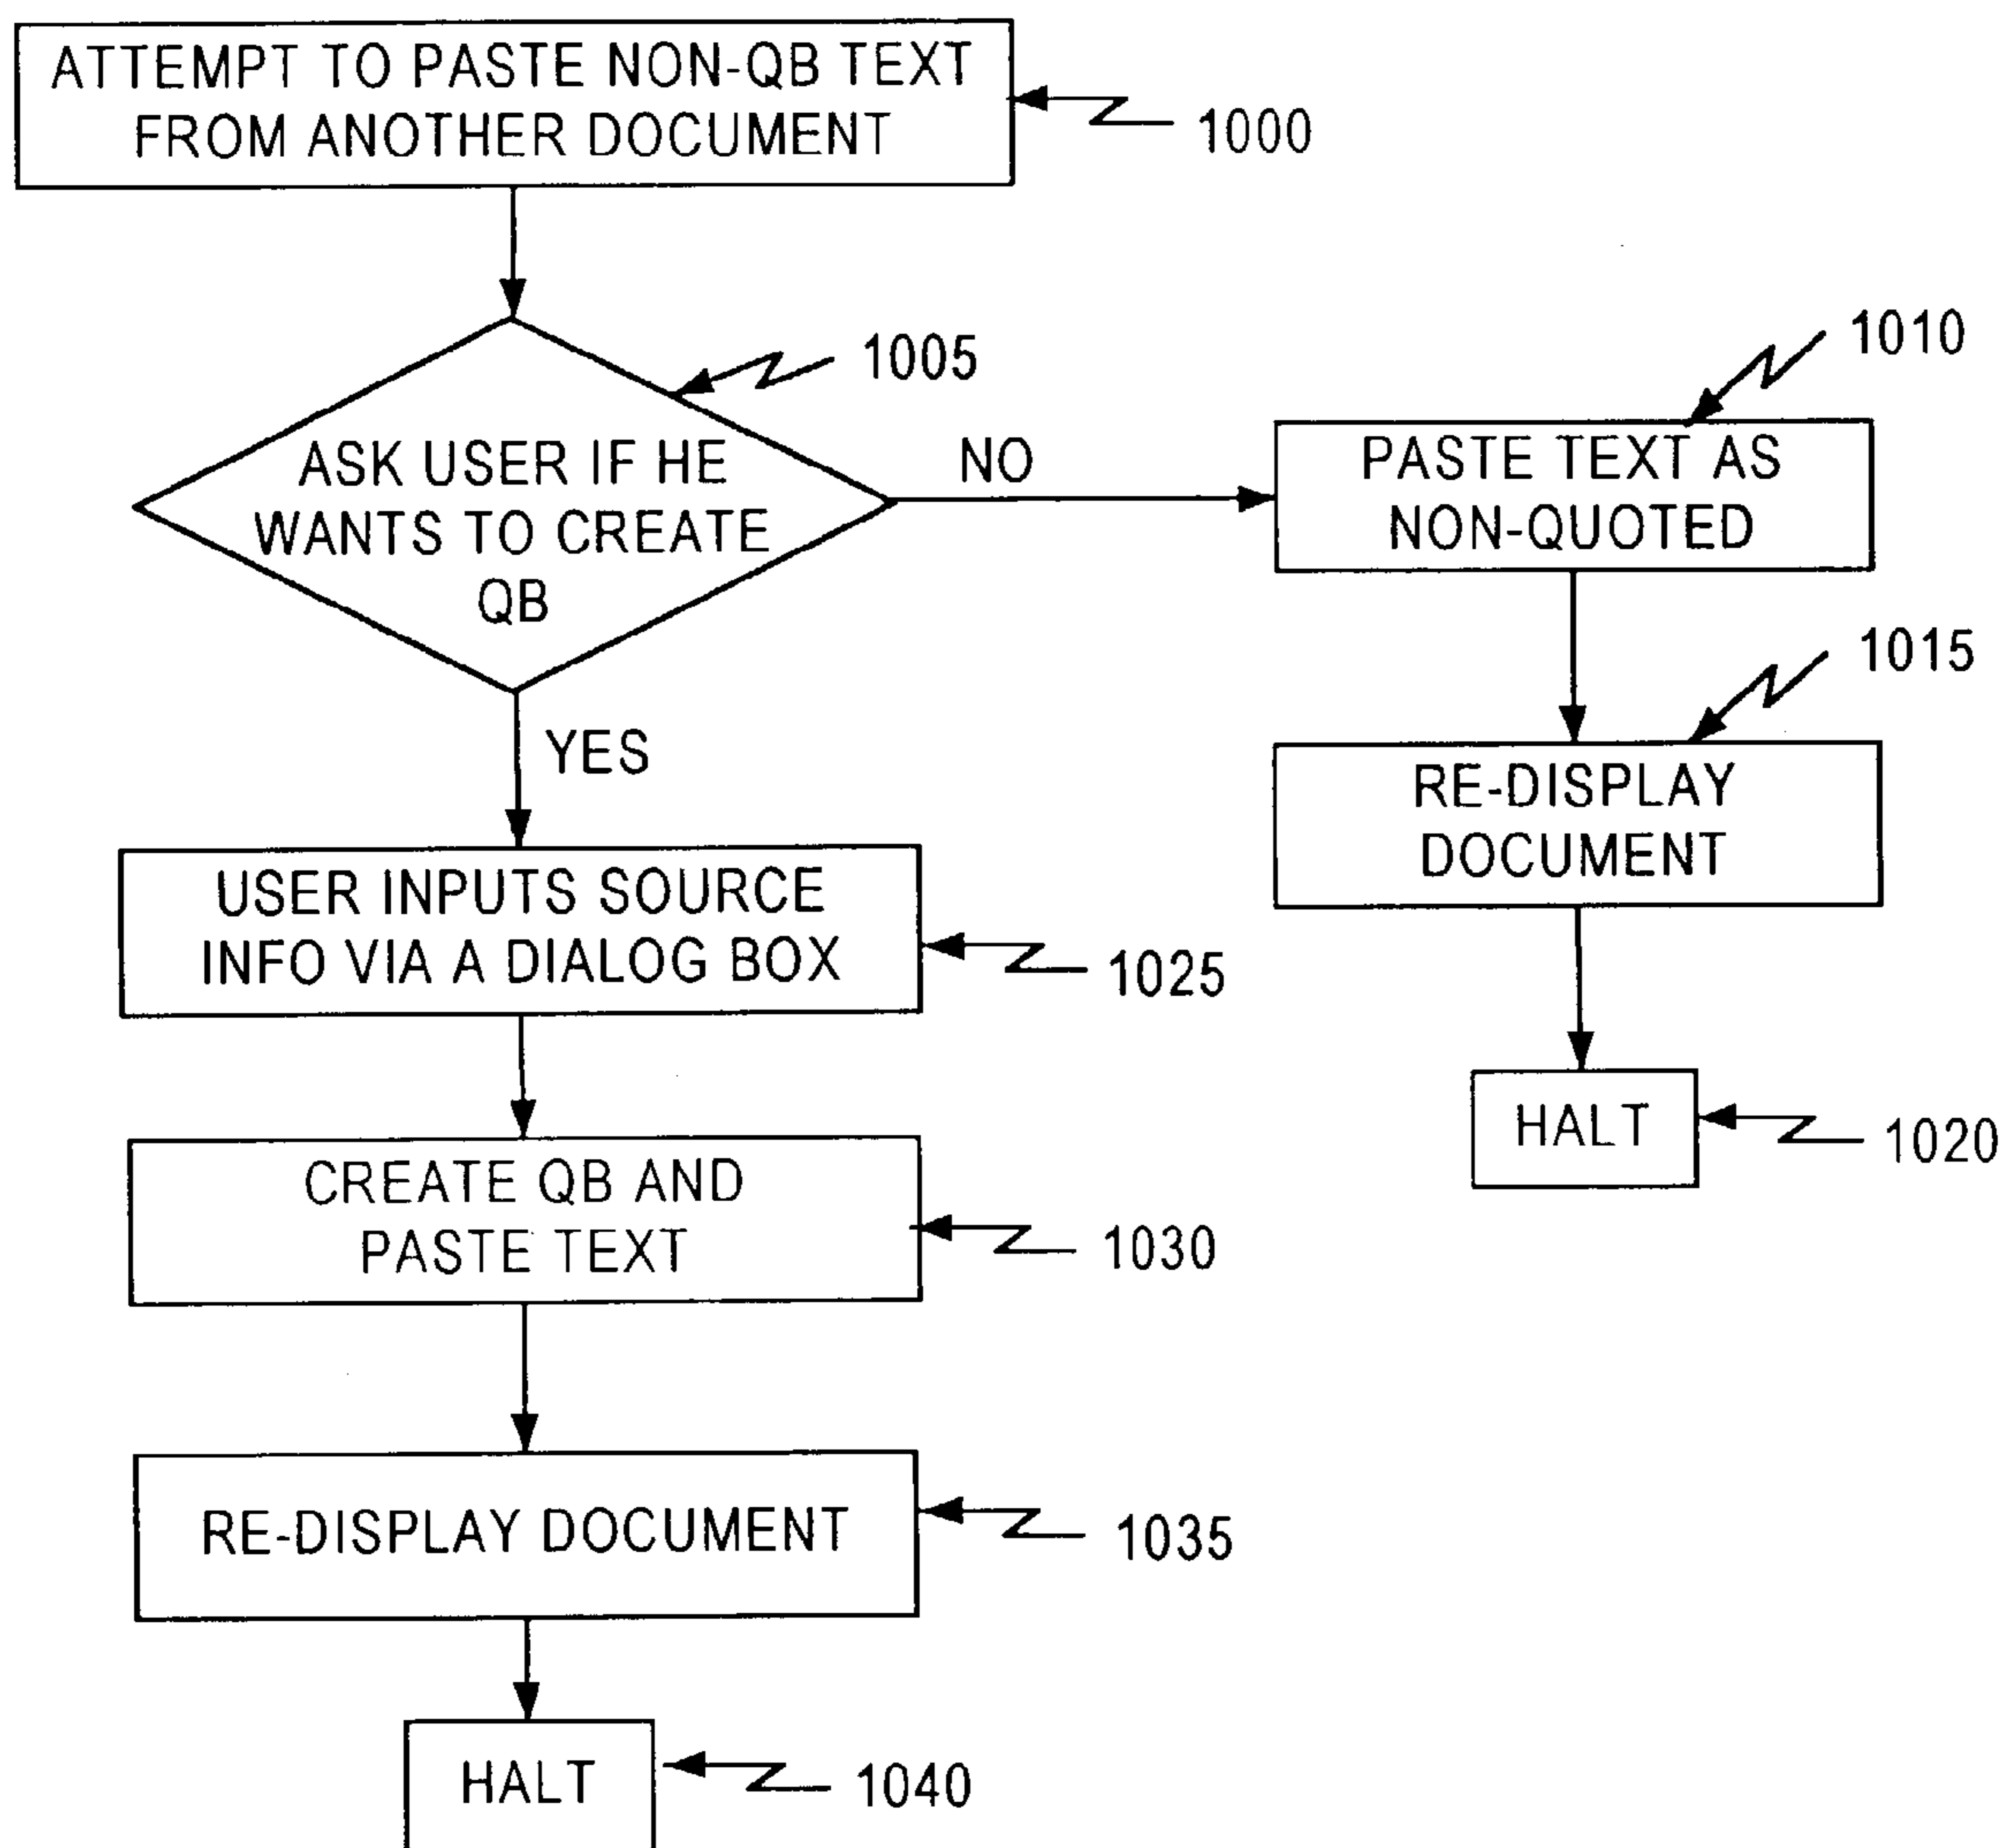 ATTEMPT TO PASTE NON-QB TEXT
FROM ANOTHER DOCUMENT
1000
ASK USER IF HE
WANTS TO CREATE
QB
1005
NO
PASTE TEXT AS
NON-QUOTED
1010
RE-DISPLAY
DOCUMENT
1015
HALT
1020
YES
USER INPUTS SOURCE
INFO VIA A DIALOG BOX
1025
CREATE QB AND
PASTE TEXT
1030
RE-DISPLAY DOCUMENT
1035
HALT
1040